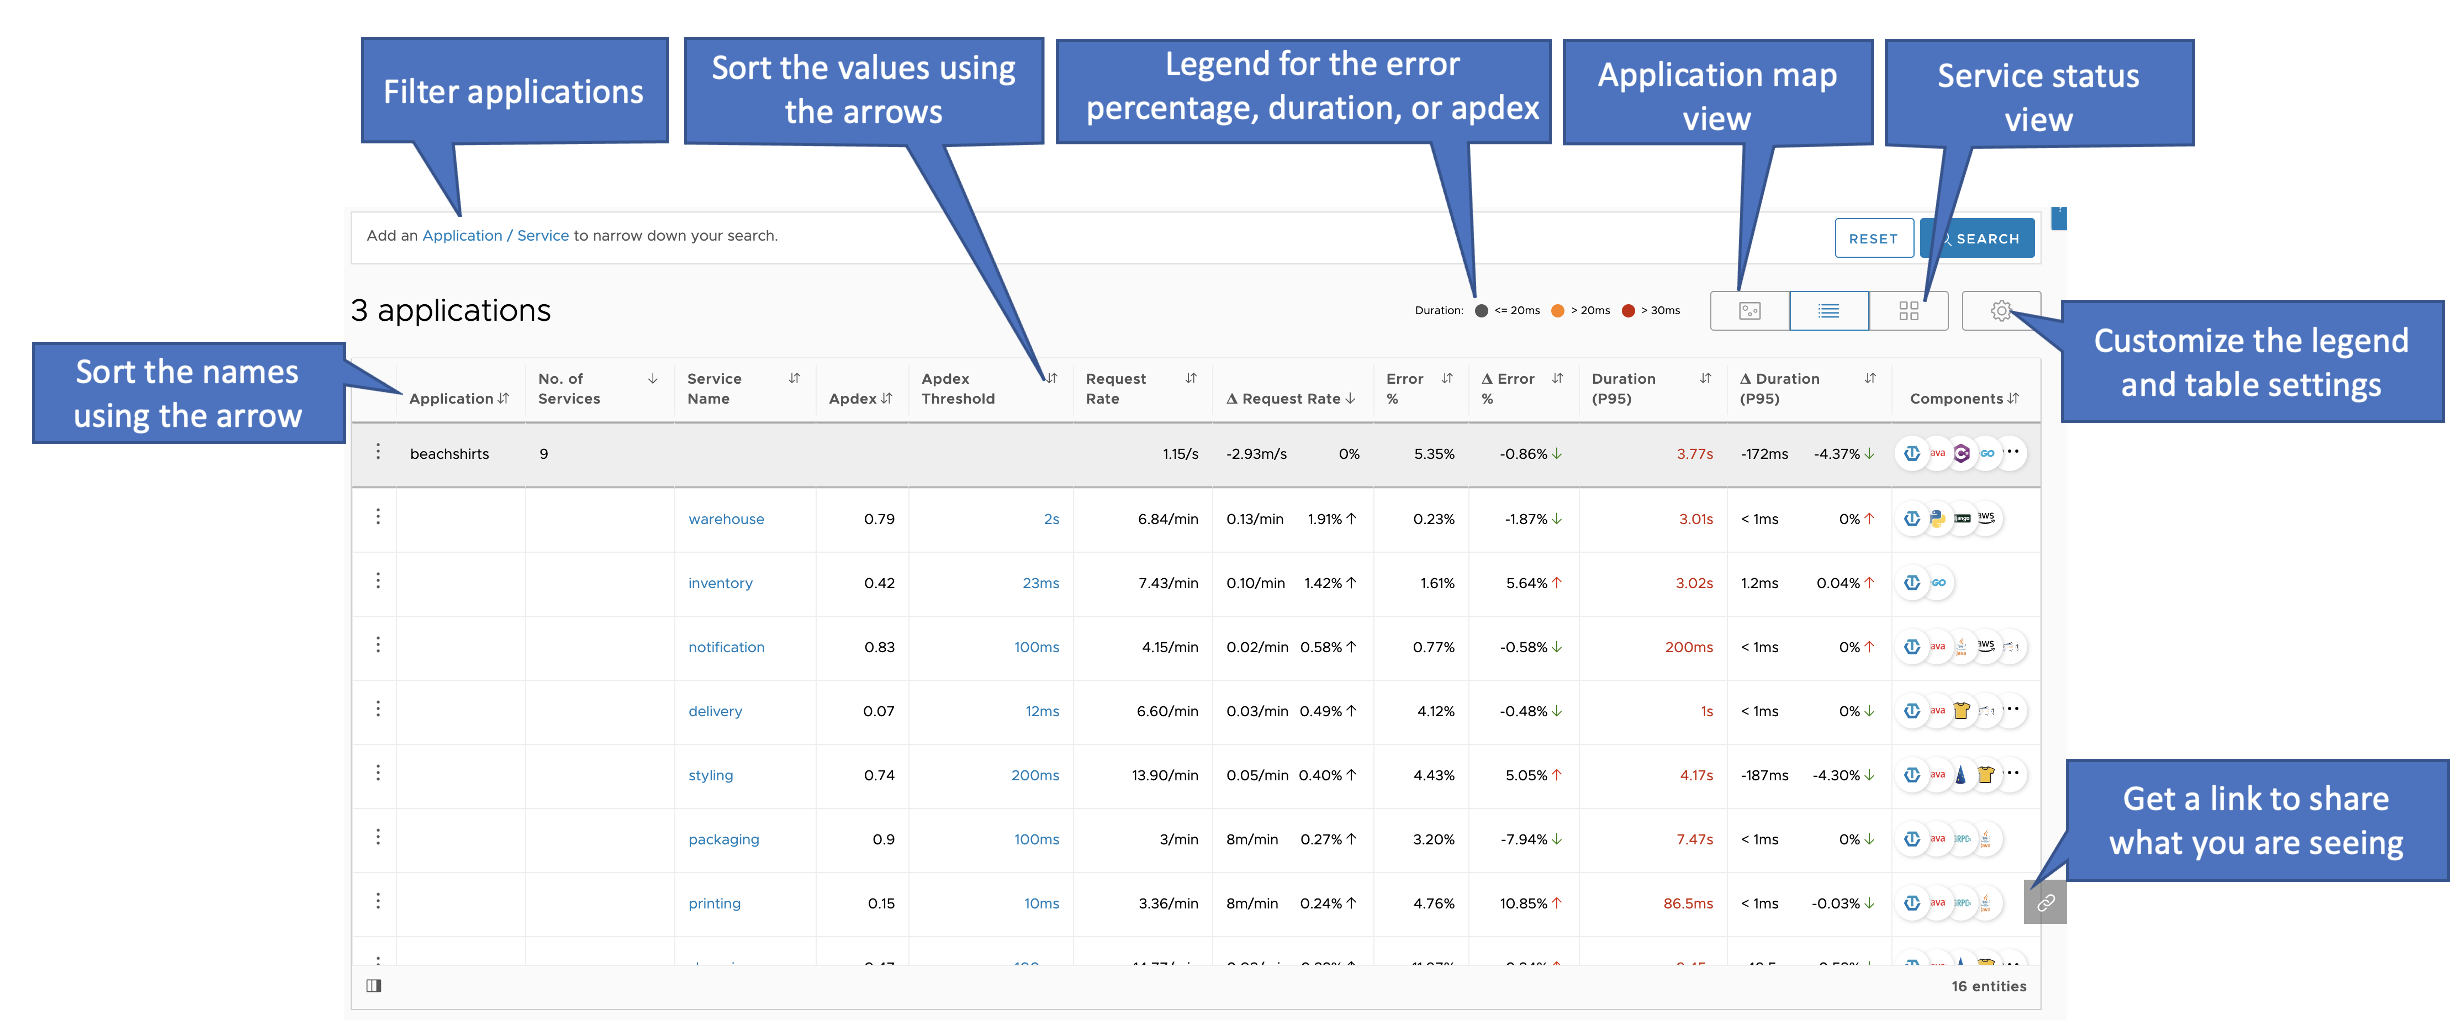 Filter applications
Sort the values using
the arrows
Legend for the error
percentage, duration, or apdex
Application map
view
Service status
view
Add an Application / Service to narrow down your search.
RESET
SEARCH
3 applications
Duration: <= 20ms > 20ms > 30ms
Sort the names
using the arrow
Customize the legend
and table settings
Application
No. of
Services
Service
Name
Apdex
Apdex
Threshold
Request
Rate
Δ Request Rate
Error
%
Δ Error
%
Duration
(P95)
Δ Duration
(P95)
Components
beachshirts 9 1.15/s -2.93m/s 0% 5.35% -0.86% 3.77s -172ms -4.37% ava GO
warehouse 0.79 2s 6.84/min 0.13/min 1.91% 0.23% -1.87% 3.01s < 1ms 0% aws
inventory 0.42 23ms 7.43/min 0.10/min 1.42% 1.61% 5.64% 3.02s 1.2ms 0.04% GO
notification 0.83 100ms 4.15/min 0.02/min 0.58% 0.77% -0.58% 200ms < 1ms 0% ava aws
delivery 0.07 12ms 6.60/min 0.03/min 0.49% 4.12% -0.48% 1s < 1ms 0% ava
styling 0.74 200ms 13.90/min 0.05/min 0.40% 4.43% 5.05% 4.17s -187ms -4.30% ava
packaging 0.9 100ms 3/min 8m/min 0.27% 3.20% -7.94% 7.47s < 1ms 0% ava GRPC
printing 0.15 10ms 3.36/min 8m/min 0.24% 4.76% 10.85% 86.5ms < 1ms -0.03% ava GRPC
Get a link to share
what you are seeing
16 entities